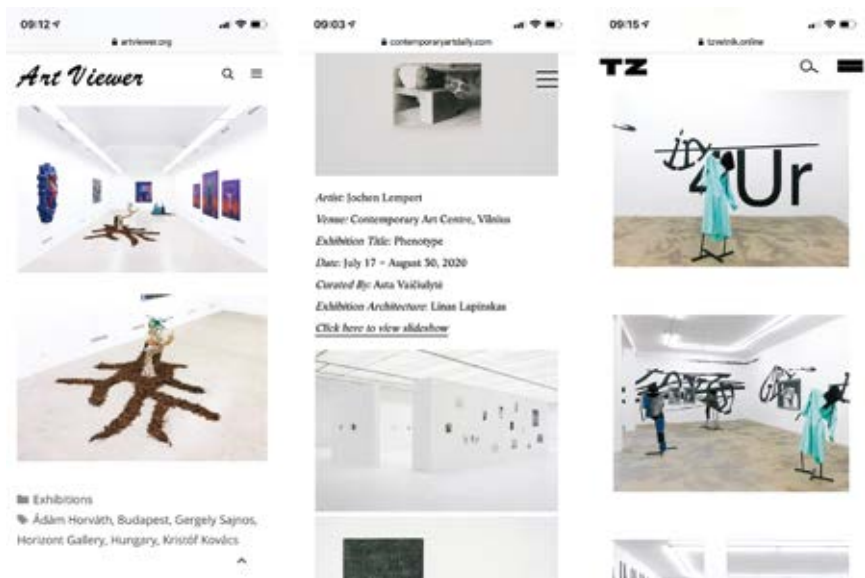 09:12
artviewer.org
Art Viewer
Exhibitions
Ádám Horváth, Budapest, Gergely Sajnos,
Horizont Gallery, Hungary, Kristóf Kovács
09:03
contemporaryartdaily.com
Artist: Jochen Lempert
Venue: Contemporary Art Centre, Vilnius
Exhibition Title: Phenotype
Date: July 17 – August 30, 2020
Curated By: Asta Vaičiulytė
Exhibition Architecture: Linas Lapinskas
Click here to view slideshow
09:15
tzvetnik.online
TZ
in
4Ur